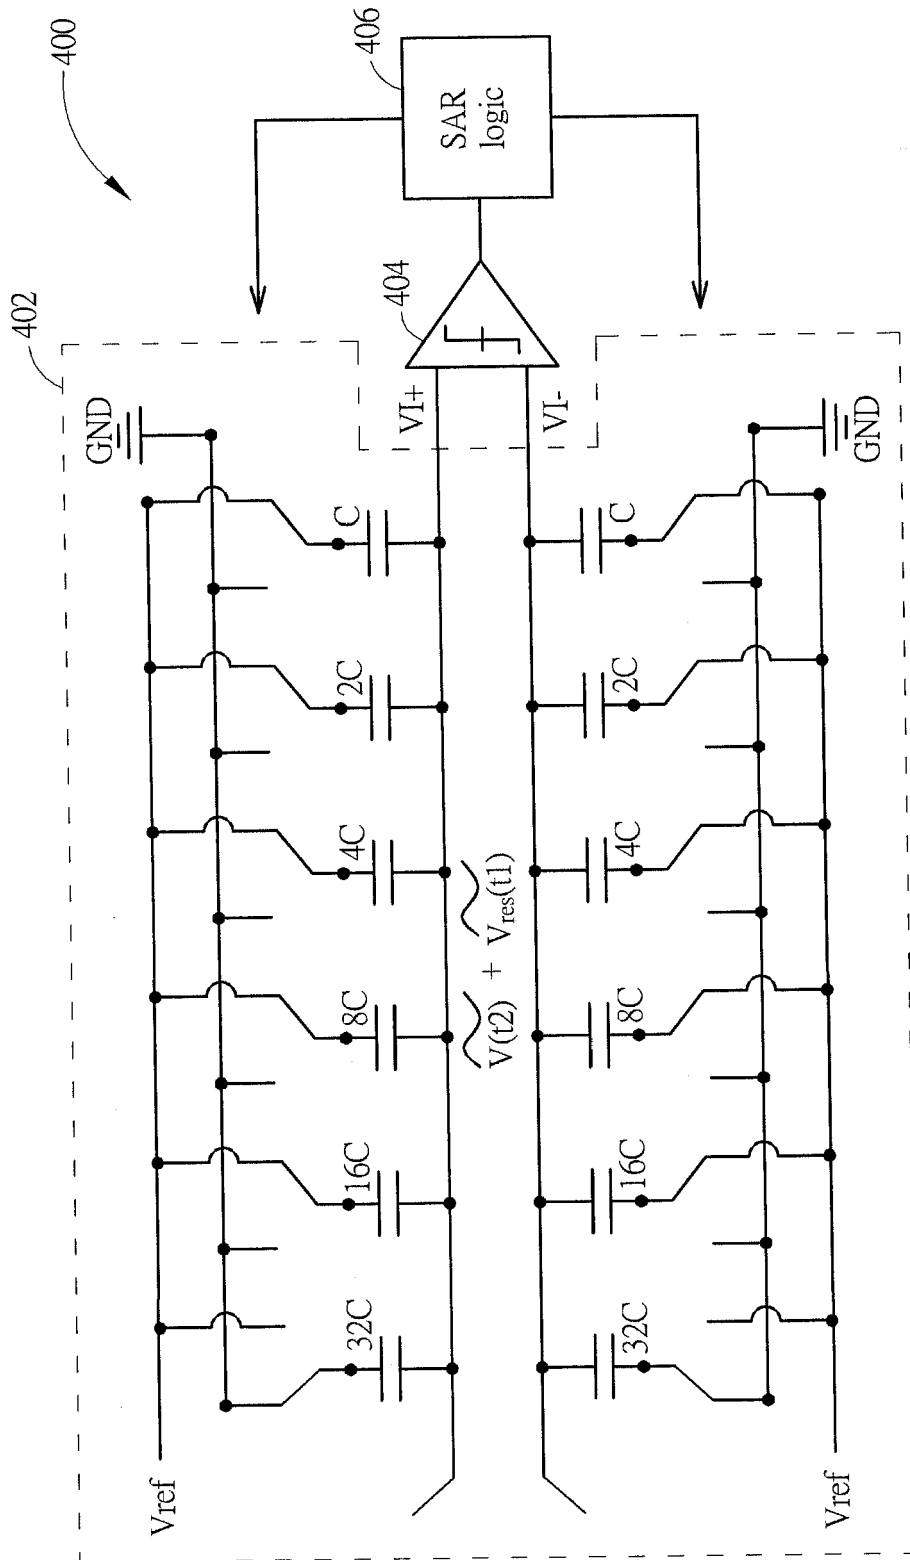 400
402
406
SAR
logic
404
GND
VI+
VI-
GND
Vref
32C
16C
8C
4C
2C
C
V(t2) + Vres(t1)
32C
16C
8C
4C
2C
C
Vref